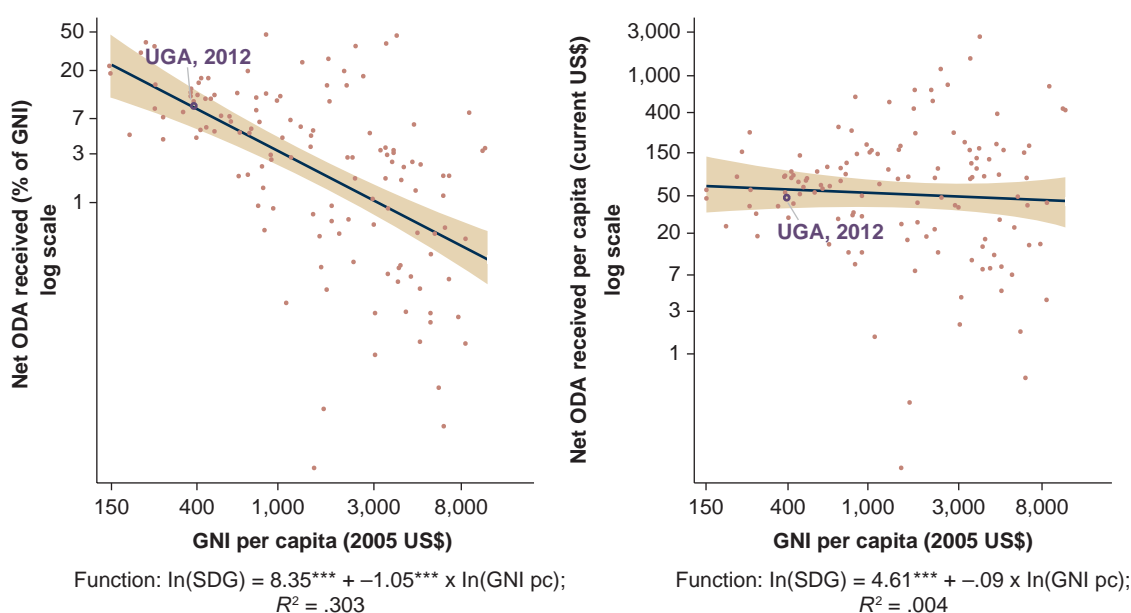 50
20
7
3
1
UGA, 2012
Net ODA received (% of GNI)
log scale
150 400 1,000 3,000 8,000
GNI per capita (2005 US$)
Function: ln(SDG) = 8.35*** + –1.05*** x ln(GNI pc);
R² = .303
3,000
1,000
400
150
50
20
7
3
1
UGA, 2012
Net ODA received per capita (current US$)
log scale
150 400 1,000 3,000 8,000
GNI per capita (2005 US$)
Function: ln(SDG) = 4.61*** + –.09 x ln(GNI pc);
R² = .004